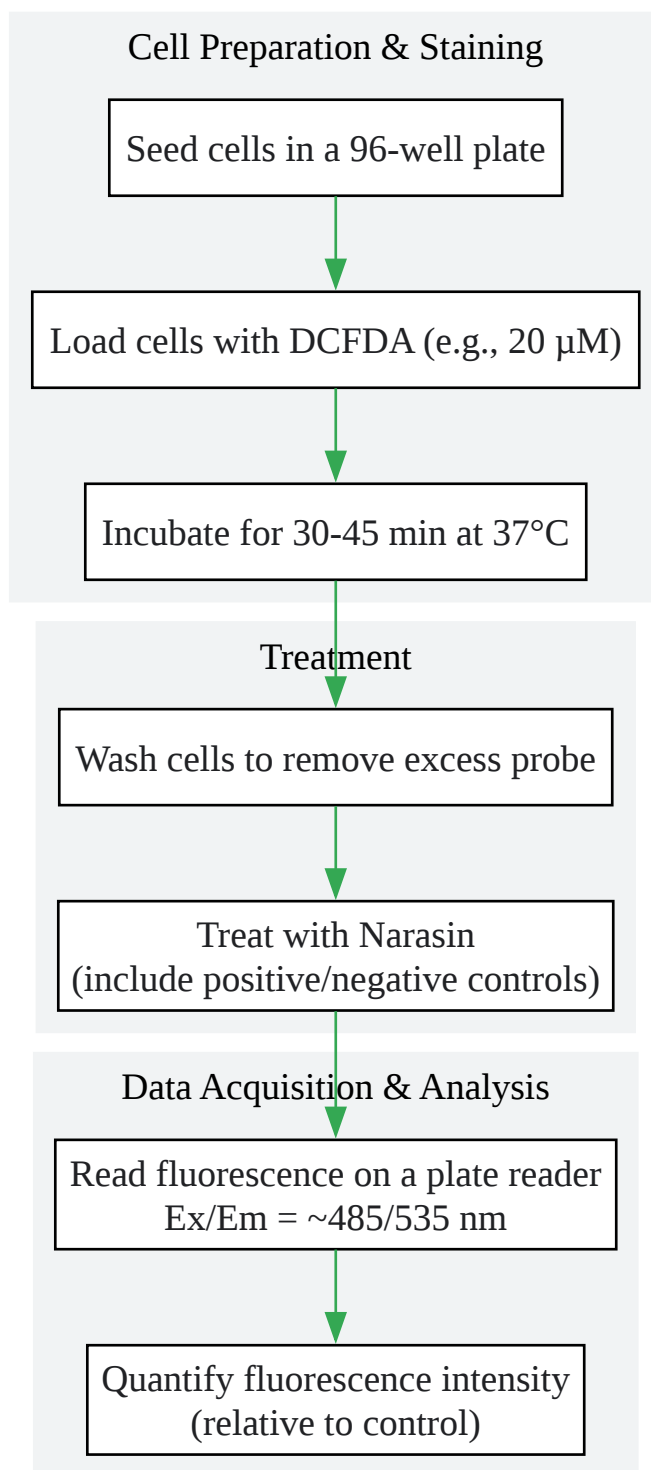 Cell Preparation & Staining
Seed cells in a 96-well plate
Load cells with DCFDA (e.g., 20 µM)
Incubate for 30-45 min at 37°C
Treatment
Wash cells to remove excess probe
Treat with Narasin
(include positive/negative controls)
Data Acquisition & Analysis
Read fluorescence on a plate reader
Ex/Em = ~485/535 nm
Quantify fluorescence intensity
(relative to control)